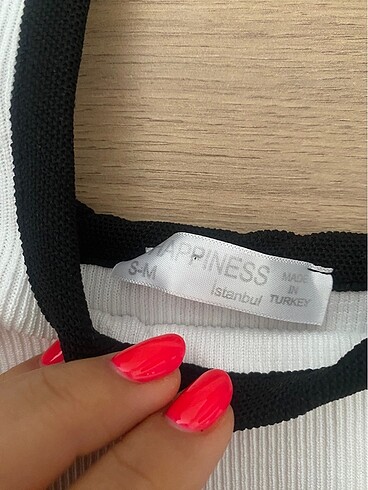 HAPPINESS
S-M
Istanbul
MADE
IN
TURKEY